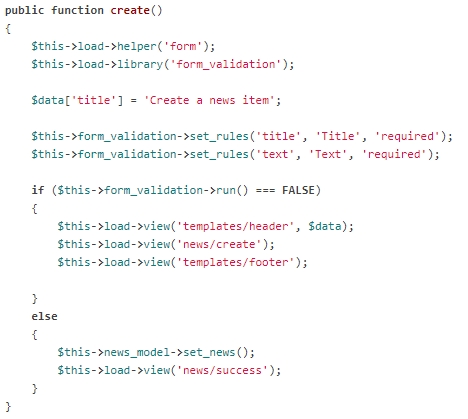 public function create()
{
    $this->load->helper('form');
    $this->load->library('form_validation');

    $data['title'] = 'Create a news item';

    $this->form_validation->set_rules('title', 'Title', 'required');
    $this->form_validation->set_rules('text', 'Text', 'required');

    if ($this->form_validation->run() === FALSE)
    {
        $this->load->view('templates/header', $data);
        $this->load->view('news/create');
        $this->load->view('templates/footer');

    }
    else
    {
        $this->news_model->set_news();
        $this->load->view('news/success');
    }
}